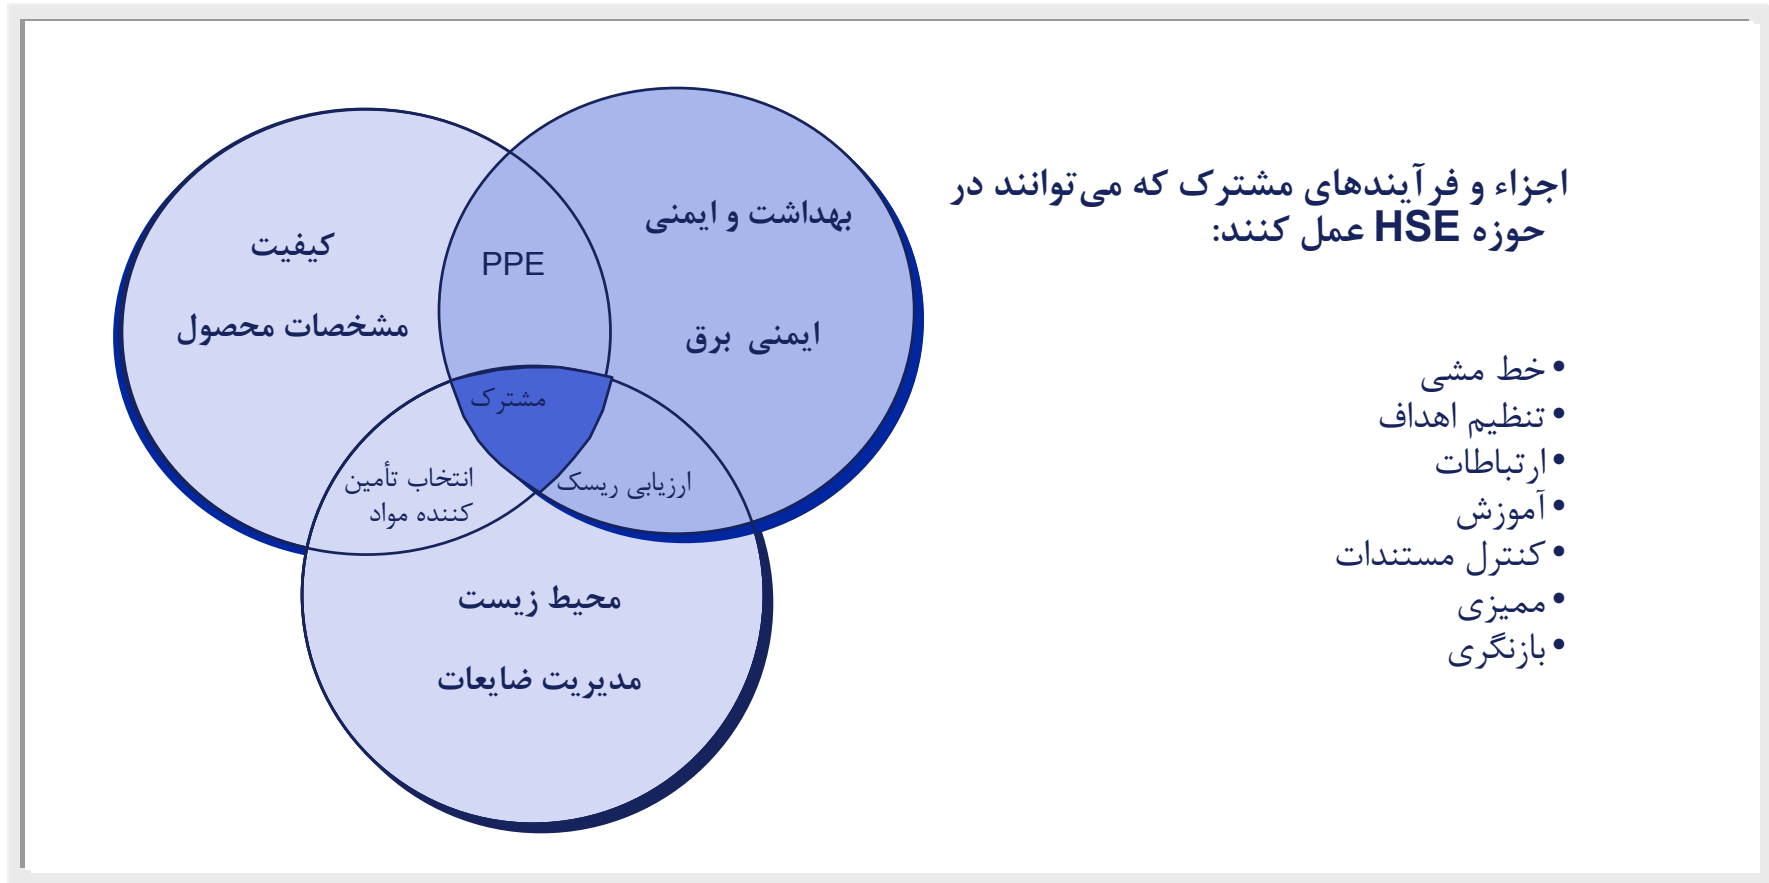 اجزاء و فرآیندهای مشترک که می‌توانند در
حوزه HSE عمل کنند:
•خط مشی
•تنظیم اهداف
•ارتباطات
•آموزش
•کنترل مستندات
•ممیزی
•بازنگری
بهداشت و ایمنی
ایمنی برق
PPE
کیفیت
مشخصات محصول
مشترک
ارزیابی ریسک
انتخاب تأمین
کننده مواد
محیط زیست
مدیریت ضایعات